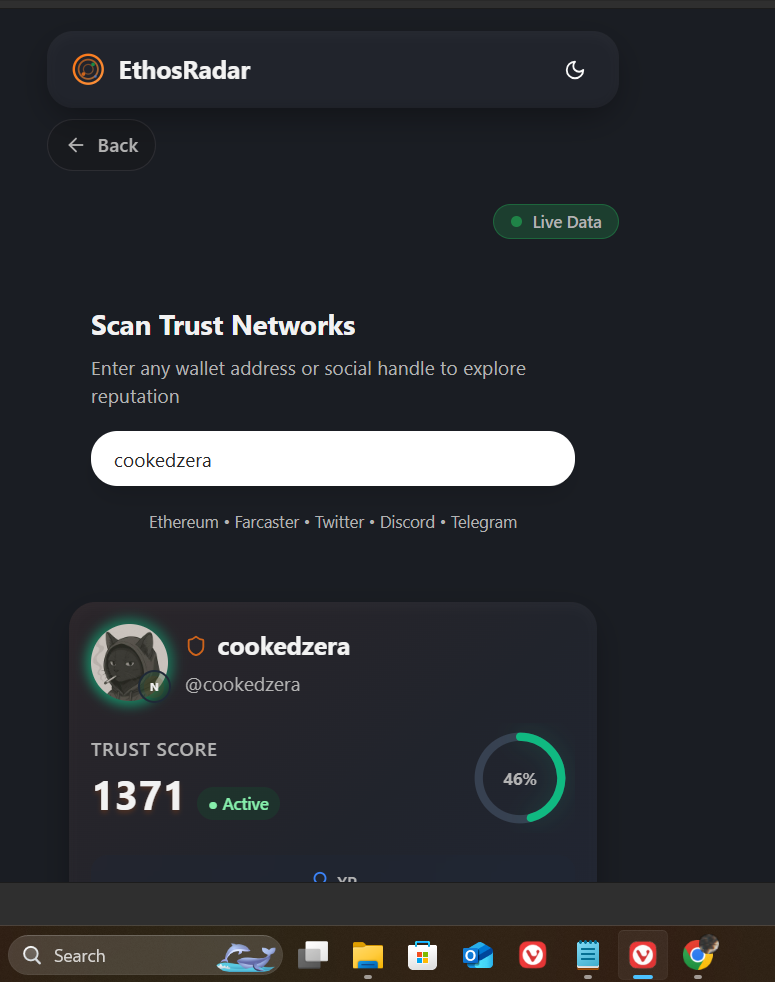 EthosRadar
Back
Live Data
Scan Trust Networks
Enter any wallet address or social handle to explore
reputation
cookedzera
Ethereum • Farcaster • Twitter • Discord • Telegram
cookedzera
N
@cookedzera
TRUST SCORE
1371
Active
46%
XP
Search